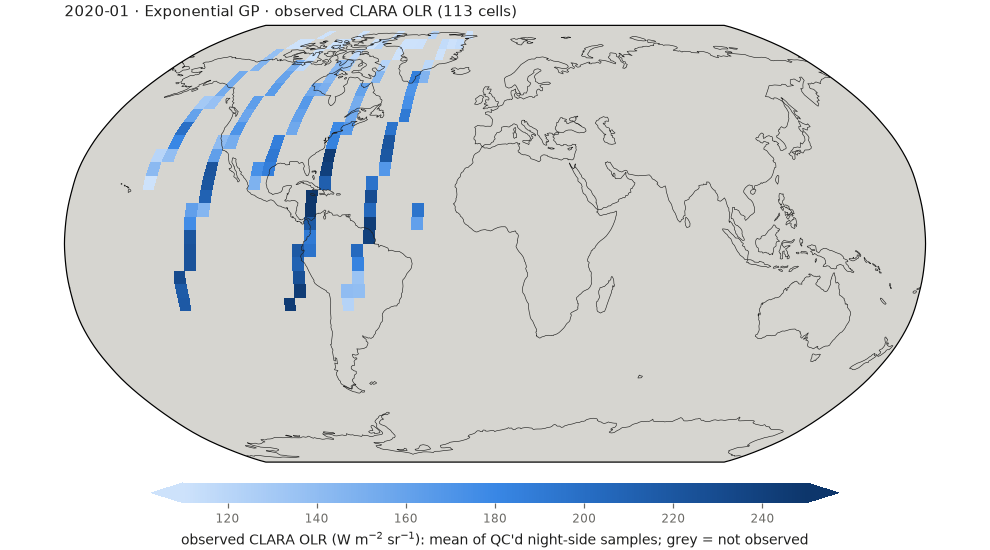 2020-01 · Exponential GP · observed CLARA OLR (113 cells)
120 140 160 180 200 220 240
observed CLARA OLR (W m⁻² sr⁻¹): mean of QC'd night-side samples; grey = not observed